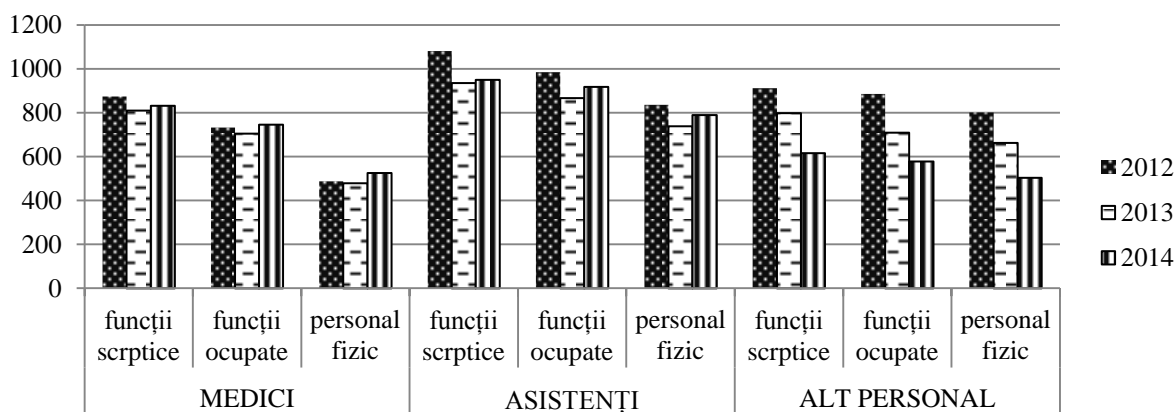 1200
1000
800
600
400
200
0
funcții scrptice
funcții ocupate
personal fizic
funcții scrptice
funcții ocupate
personal fizic
funcții scrptice
funcții ocupate
personal fizic
MEDICI
ASISTENȚI
ALT PERSONAL
2012
2013
2014